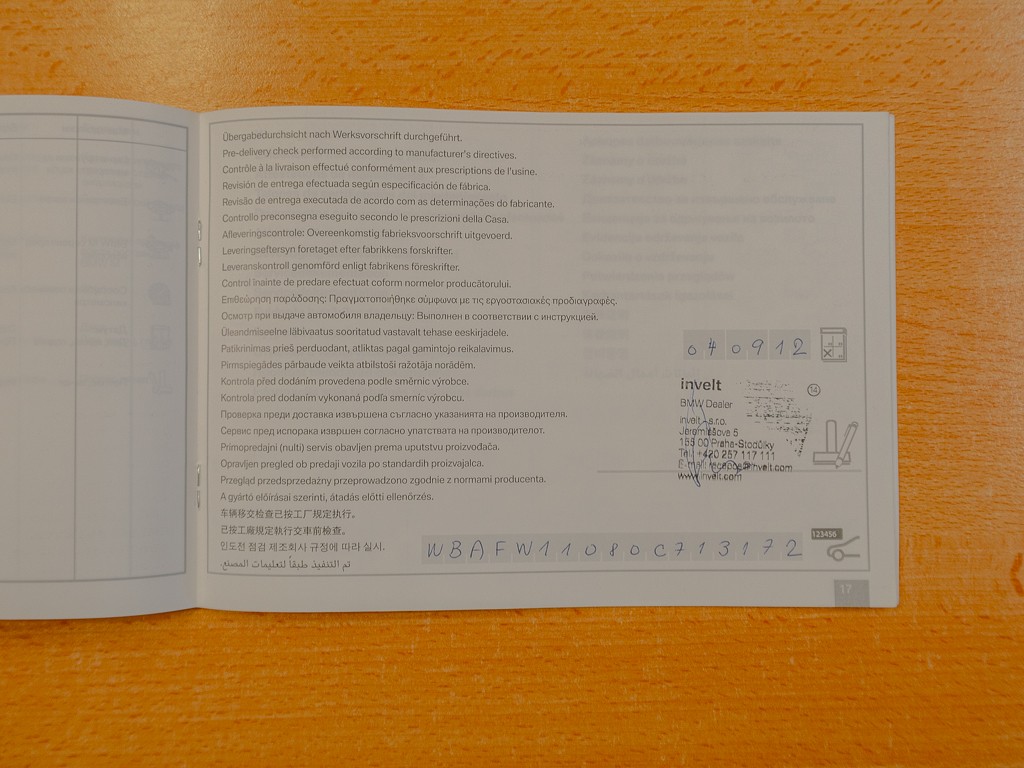 Übergabedurchsicht nach Werksvorschrift durchgeführt.
Pre-delivery check performed according to manufacturer's directives.
Contrôle à la livraison effectué conformément aux prescriptions de l'usine.
Revisión de entrega efectuada según especificación de fábrica.
Revisão de entrega executada de acordo com as determinações do fabricante.
Controllo preconsegna eseguito secondo le prescrizioni della Casa.
Afleveringscontrole: Overeenkomstig fabrieksvoorschrift uitgevoerd.
Leveringseftersyn foretaget efter fabrikkens forskrifter.
Leveranskontroll genomförd enligt fabrikens föreskrifter.
Control înainte de predare efectuat coform normelor producătorului.
Επιθεώρηση παράδοσης: Πραγματοποιήθηκε σύμφωνα με τις εργοστασιακές προδιαγραφές.
Осмотр при выдаче автомобиля владельцу: Выполнен в соответствии с инструкцией.
Üleandmiseelne läbivaatus sooritatud vastavalt tehase eeskirjadele.
Patikrinimas prieš perduodant, atliktas pagal gamintojo reikalavimus.
Pirmspiegādes pārbaude veikta atbilstoši ražotāja norādēm.
Kontrola před dodáním provedena podle směrnic výrobce.
Kontrola pred dodaním vykonaná podľa smerníc výrobcu.
Проверка преди доставка извършена съгласно указанията на производителя.
Сервис пред испорака извршен согласно упатствата на производителот.
Primopredajni (nulti) servis obavljen prema uputstvu proizvođača.
Opravljen pregled ob predaji vozila po standardih proizvajalca.
Przegląd przedsprzedażny przeprowadzono zgodnie z normami producenta.
A gyártó előírásai szerinti, átadás előtti ellenőrzés.
车辆移交检查已按工厂规定执行。
已按工廠規定執行交車前檢查。
인도전 점검 제조회사 규정에 따라 실시.
تم التنفيذ طبقاً لتعليمات المصنع.
040912
invelt
14
BMW Dealer
invelt - s.r.o.
Jeremiášova 5
155 00 Praha-Stodůlky
Tel.: +420 257 117 111
E-mail: recepce@invelt.com
www.invelt.com
123456
WBAFW11080C713172
17